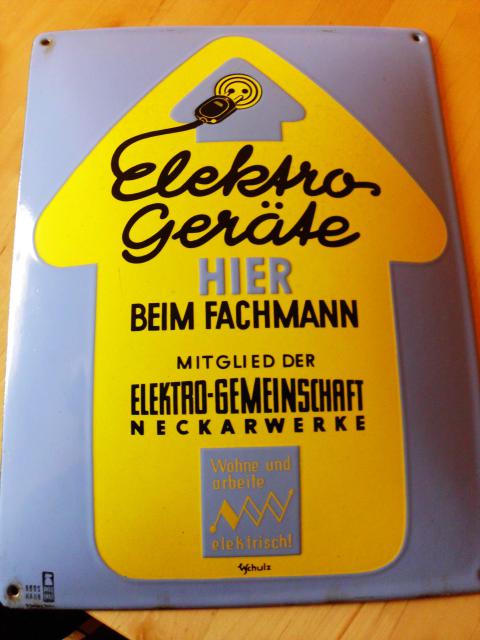 Elektro-
Geräte
HIER
BEIM FACHMANN
MITGLIED DER
ELEKTRO-GEMEINSCHAFT
NECKARWERKE
Wohne und
arbeite
elektrisch!
Schulz